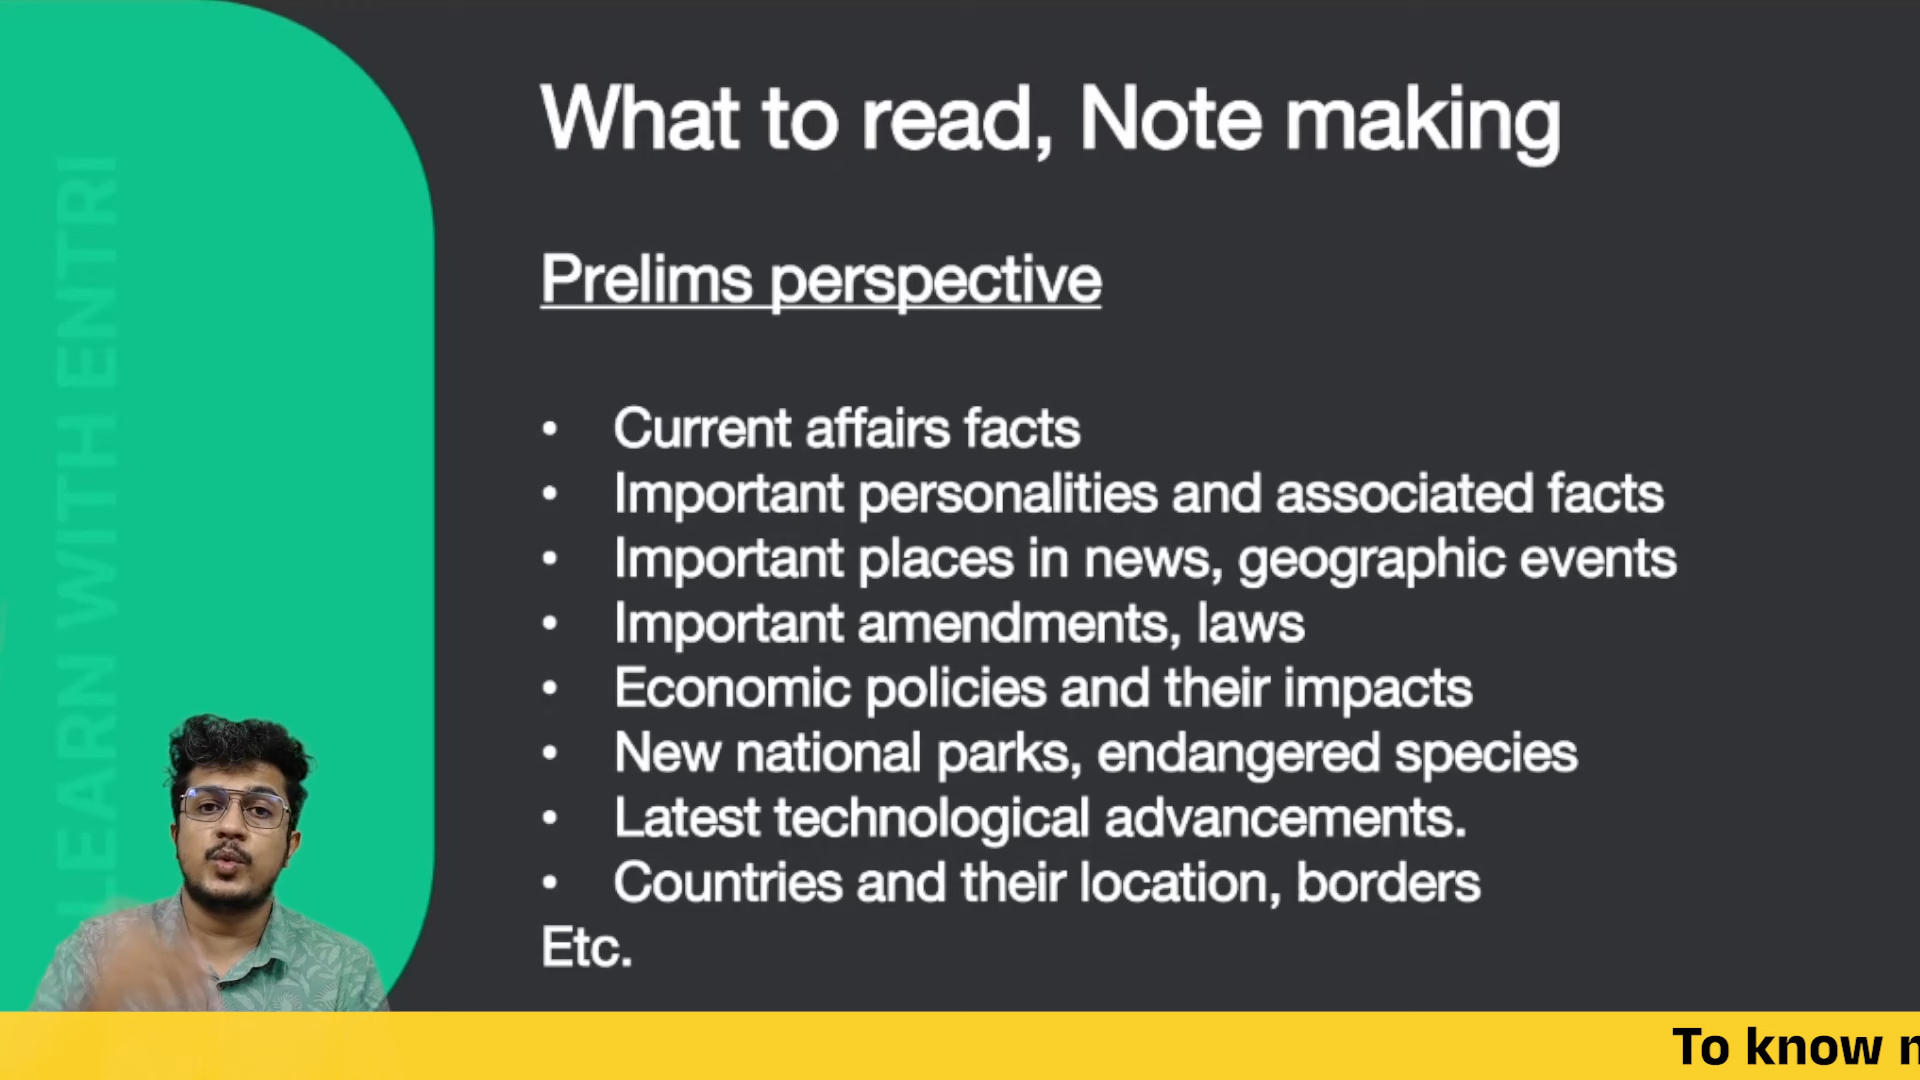 What to read, Note making
Prelims perspective
• Current affairs facts
• Important personalities and associated facts
• Important places in news, geographic events
• Important amendments, laws
• Economic policies and their impacts
• New national parks, endangered species
• Latest technological advancements.
• Countries and their location, borders
Etc.
LEARN WITH ENTRI
To know